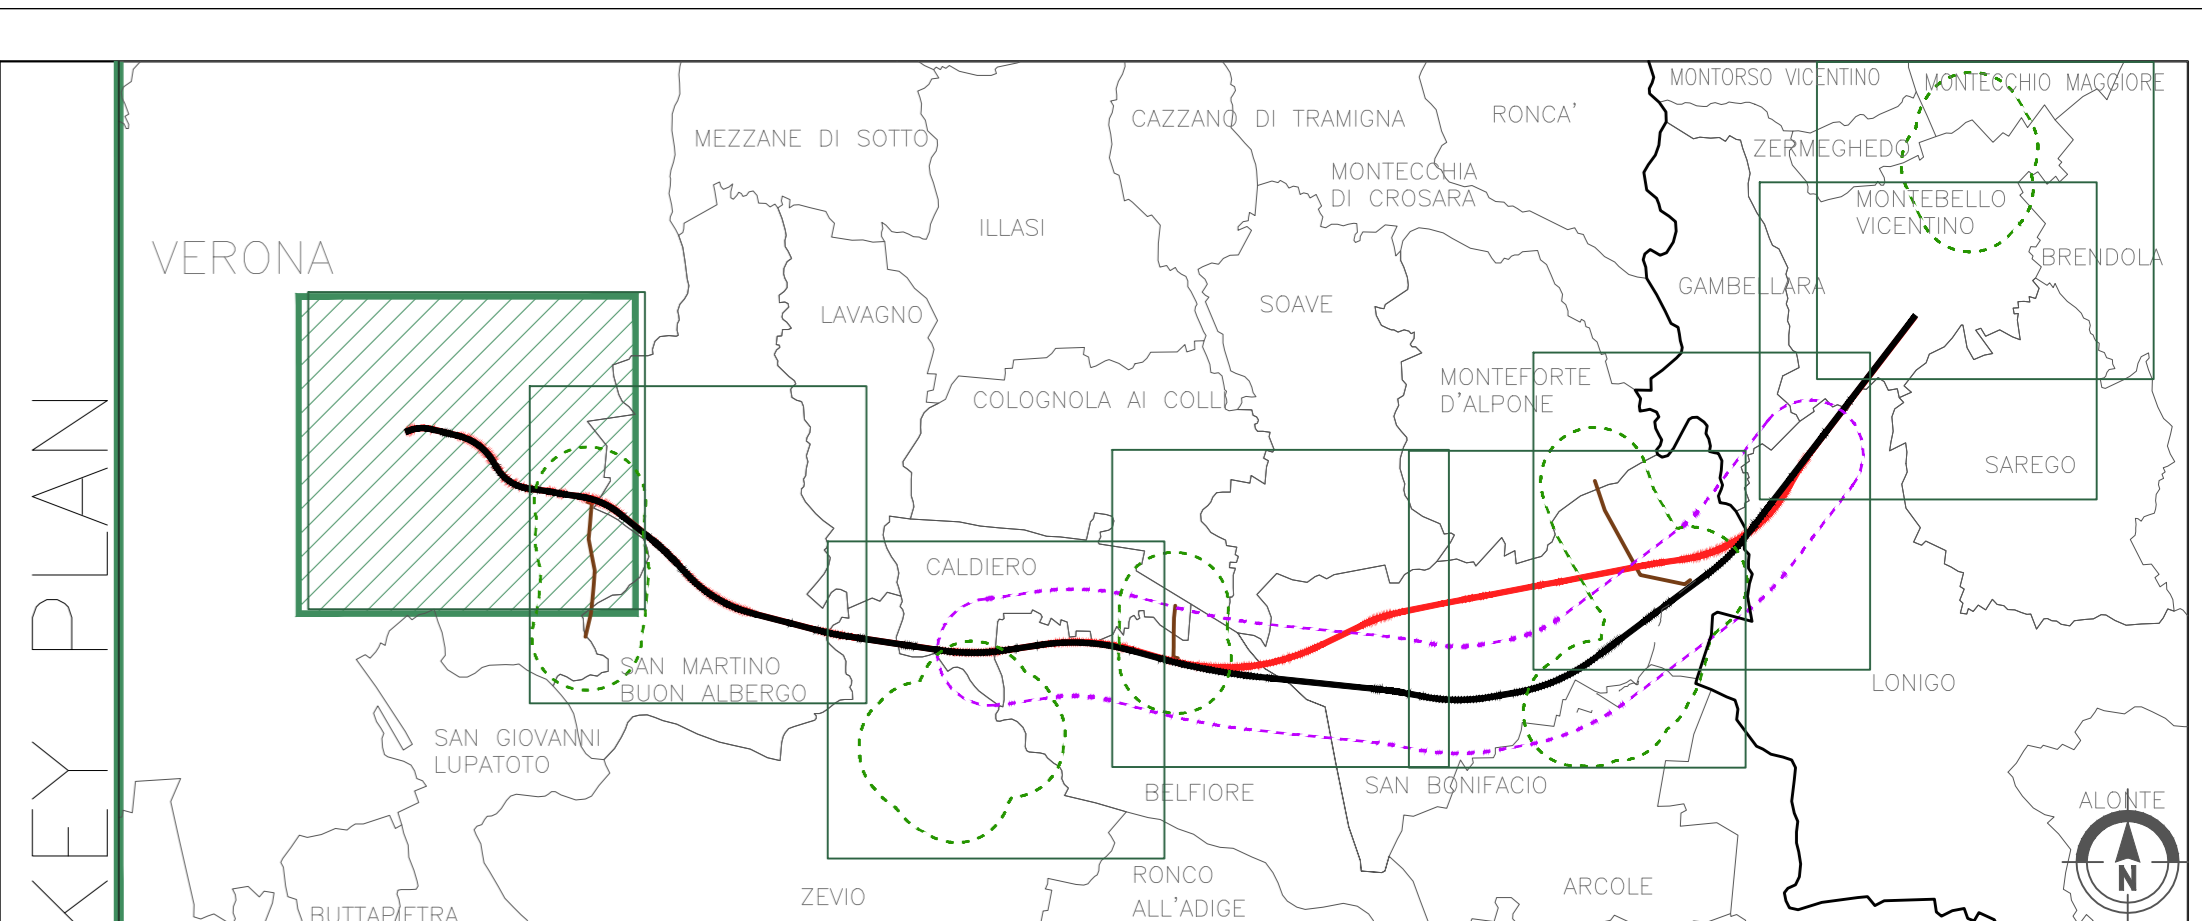 KEY PLAN
MONTORSO VICENTINO
MONTECCHIO MAGGIORE
MEZZANE DI SOTTO
CAZZANO DI TRAMIGNA
RONCA'
ZERMEGHEDO
MONTECCHIA
DI CROSARA
MONTEBELLO
VICENTINO
ILLASI
VERONA
BRENDOLA
GAMBELLARA
LAVAGNO
SOAVE
MONTEFORTE
D'ALPONE
COLOGNOLA AI COLLI
SAREGO
CALDIERO
SAN MARTINO
BUON ALBERGO
LONIGO
SAN GIOVANNI
LUPATOTO
BELFIORE
SAN BONIFACIO
ALONTE
RONCO
ALL'ADIGE
ARCOLE
ZEVIO
BUTTAPIETRA
N